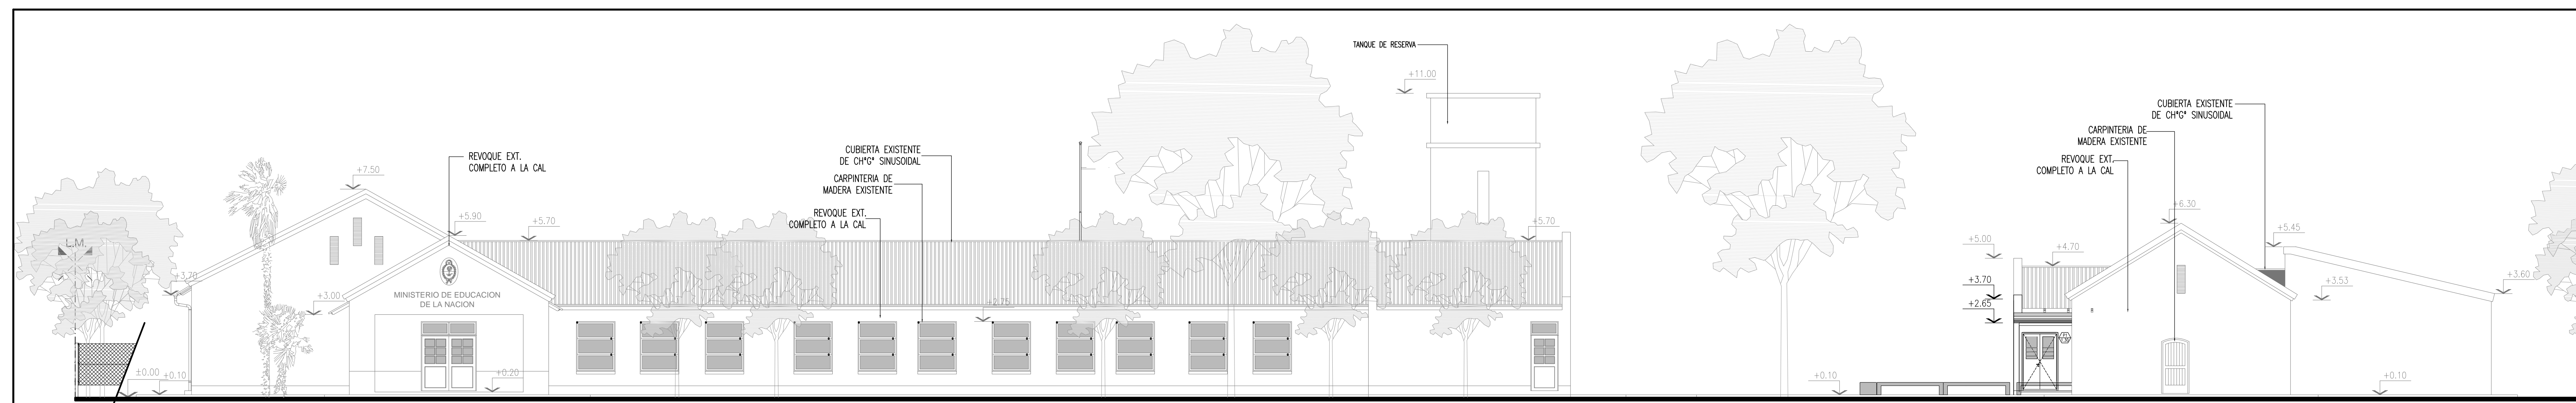 TANQUE DE RESERVA
+11.00
CUBIERTA EXISTENTE
DE CH°G° SINUSOIDAL
CARPINTERIA DE
MADERA EXISTENTE
REVOQUE EXT.
COMPLETO A LA CAL
REVOQUE EXT.
COMPLETO A LA CAL
CUBIERTA EXISTENTE
DE CH°G° SINUSOIDAL
CARPINTERIA DE
MADERA EXISTENTE
REVOQUE EXT.
COMPLETO A LA CAL
+7.50
+5.90
+5.70
+5.70
+6.30
+5.45
+5.00
+4.70
L.M.
+3.70
+3.00
MINISTERIO DE EDUCACION
DE LA NACION
+2.75
+3.70
+2.65
+3.53
+3.60
±0.00
+0.10
+0.20
+0.10
+0.10